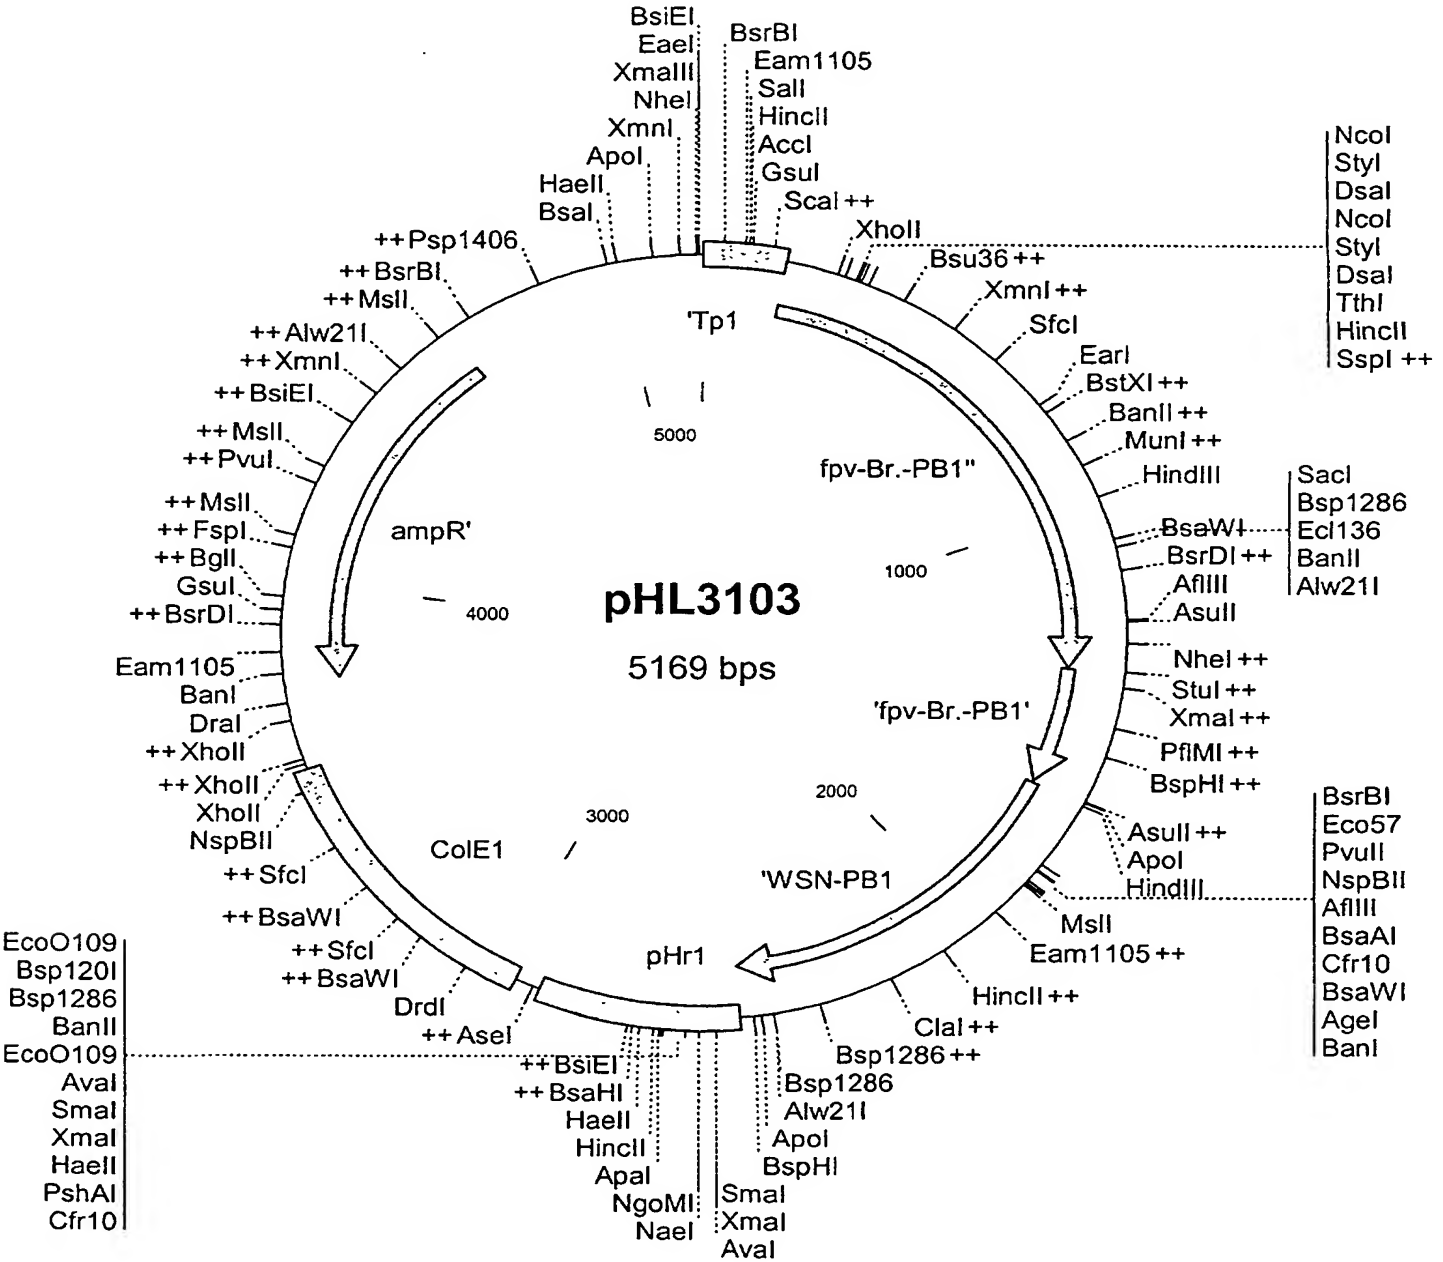 BsiEI
EaeI
XmaIII
NheI
XmnI
ApoI
HaeII
BsaI
++Psp1406
++BsrBI
++MslI
++Alw21I
++XmnI
++BsiEI
++MslI
++PvuI
++MslI
++FspI
++BglI
GsuI
++BsrDI
Eam1105
BanI
DraI
++XhoII
++XhoII
XhoII
NspBII
++SfcI
++BsaWI
++SfcI
++BsaWI
DrdI
++AseI
BsrBI
Eam1105
SalI
HincII
AccI
GsuI
ScaI++
XhoII
NcoI
StyI
DsaI
NcoI
StyI
DsaI
TthI
HincII
SspI ++
Bsu36 ++
XmnI++
SfcI
EarI
BstXI++
BanII++
MunI++
HindIII
SacI
Bsp1286
Ecl136
BanII
Alw21I
BsaWI
BsrDI++
AflIII
AsuII
NheI++
StuI++
XmaI++
PflMI++
BspHI++
AsuII++
ApoI
HindIII
BsrBI
Eco57
PvuII
NspBII
AflIII
BsaAI
Cfr10
BsaWI
AgeI
BanI
MslI
Eam1105++
HincII++
ClaI++
Bsp1286++
Bsp1286
Alw21I
ApoI
BspHI
SmaI
XmaI
AvaI
++BsiEI
++BsaHI
HaeII
HincII
ApaI
NgoMI
NaeI
EcoO109
Bsp120I
Bsp1286
BanII
EcoO109
AvaI
SmaI
XmaI
HaeII
PshAI
Cfr10
'Tp1
5000
fpv-Br.-PB1"
ampR'
1000
4000
pHL3103
5169 bps
'fpv-Br.-PB1'
2000
3000
ColE1
'WSN-PB1
pHr1